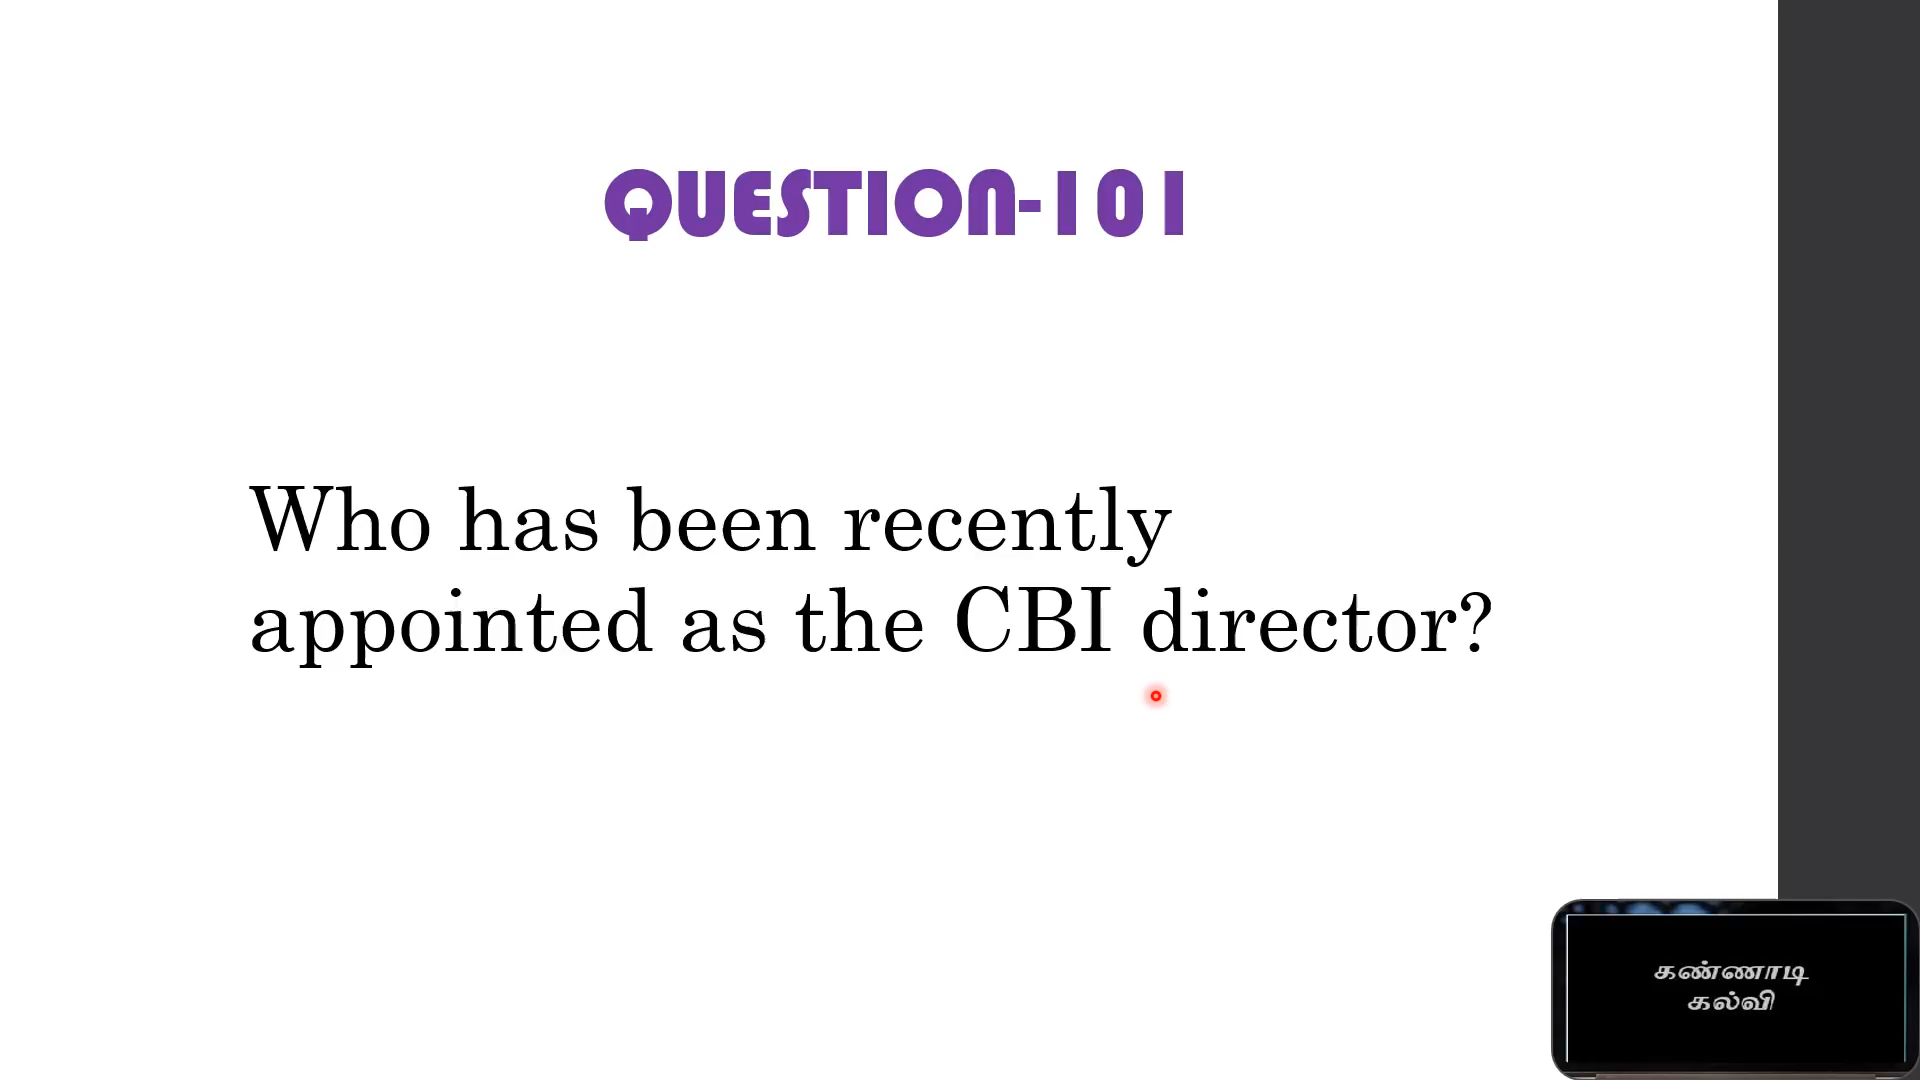 QUESTION-101
Who has been recently
appointed as the CBI director?
கண்ணாடி
கல்வி